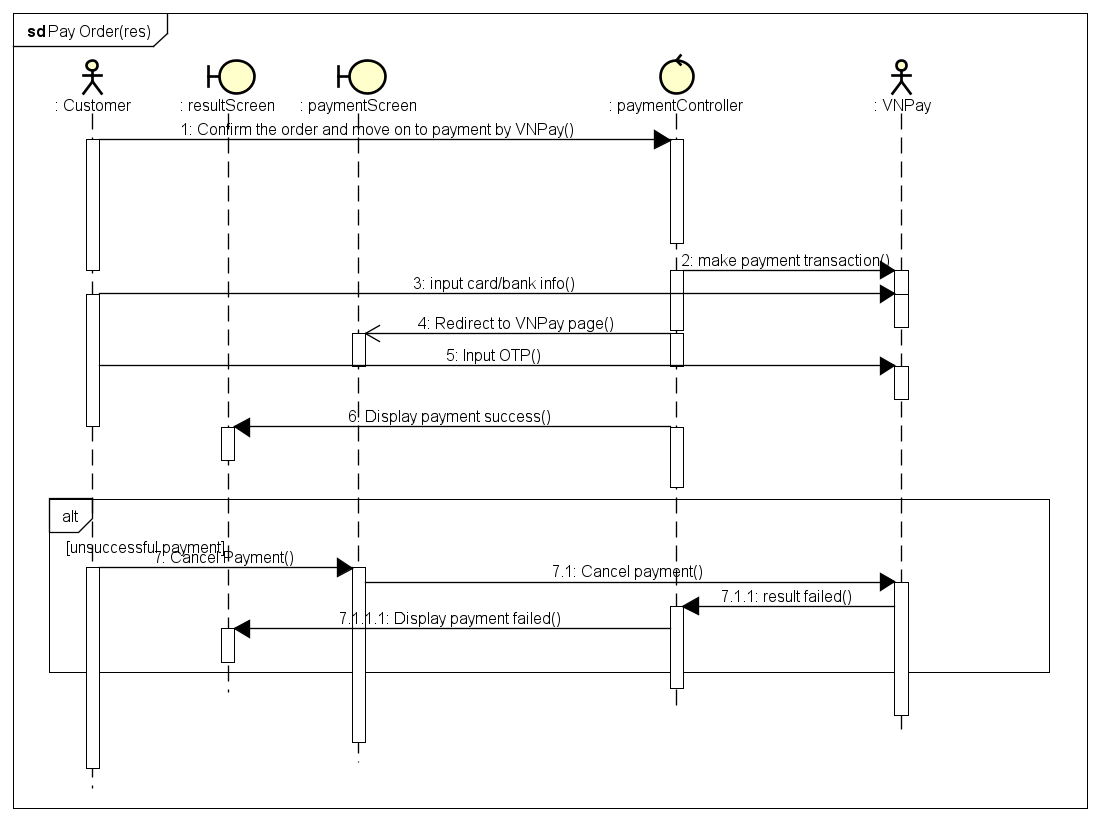 sd Pay Order(res)
: Customer
: resultScreen
: paymentScreen
: paymentController
: VNPay
1: Confirm the order and move on to payment by VNPay()
2: make payment transaction()
3: input card/bank info()
4: Redirect to VNPay page()
5: Input OTP()
6: Display payment success()
alt
[unsuccessful payment]
7: Cancel Payment()
7.1: Cancel payment()
7.1.1: result failed()
7.1.1.1: Display payment failed()